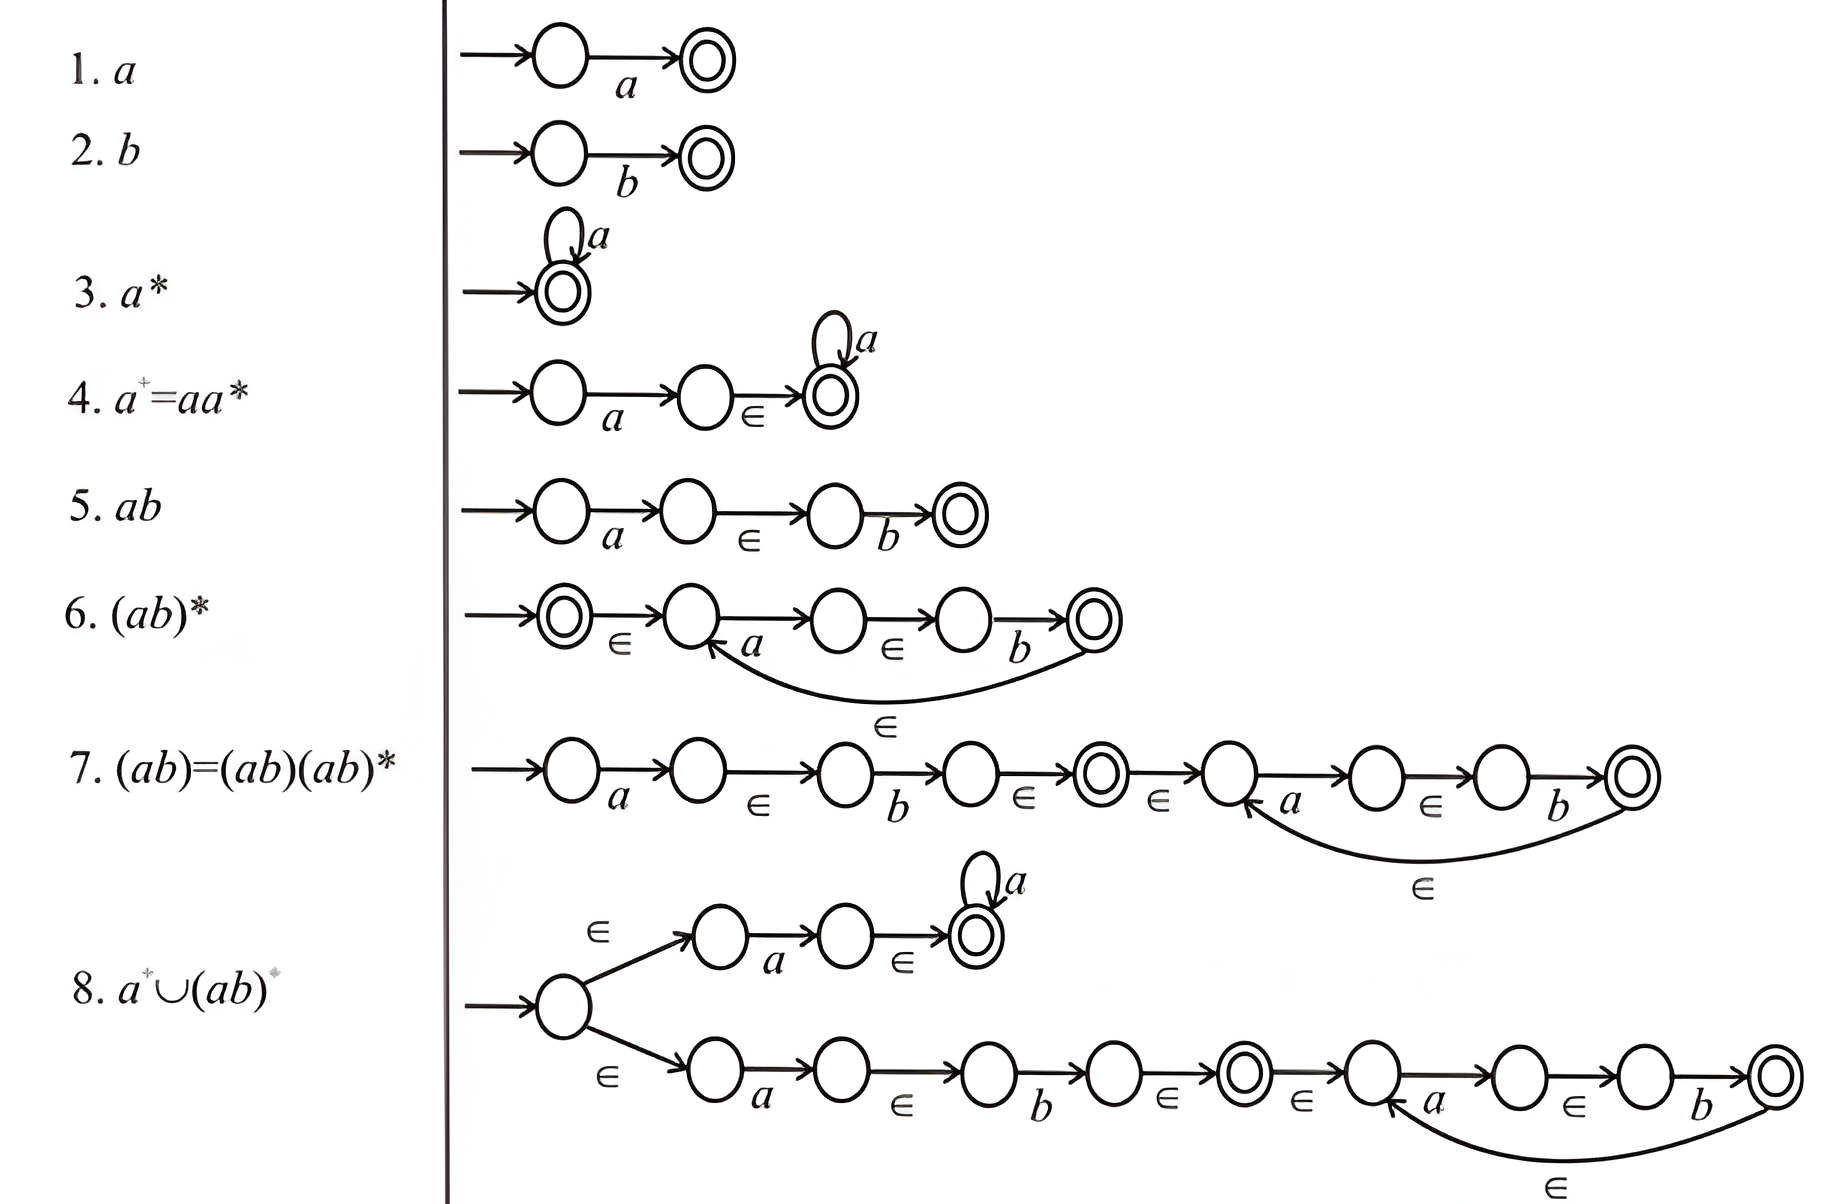 1. a
a
2. b
b
a
3. a*
a
4. a⁺=aa*
a ∈
5. ab
a ∈ b
6. (ab)*
∈ a ∈ b
∈
7. (ab)=(ab)(ab)*
a ∈ b ∈ ∈ a ∈ b
∈
a
∈
a ∈
8. a⁺∪(ab)*
∈
a ∈ b ∈ ∈ a ∈ b
∈